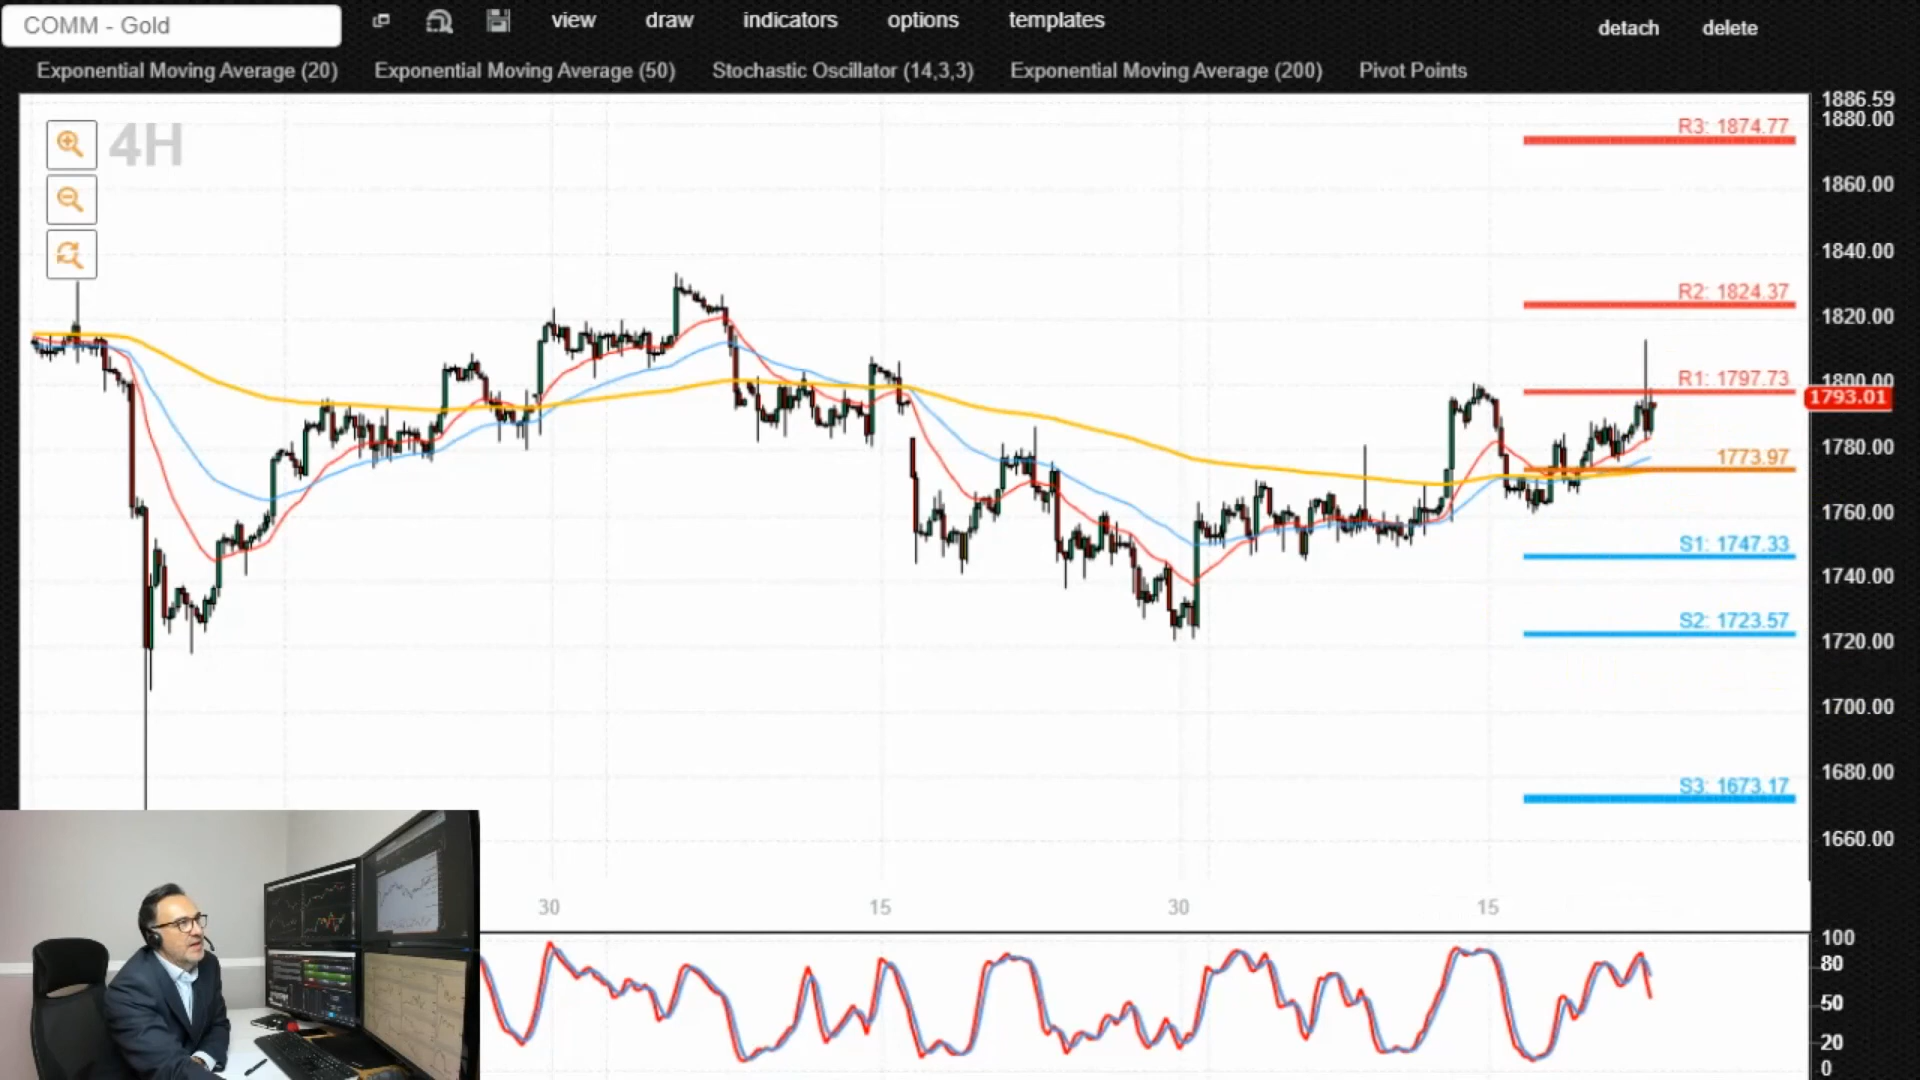 COMM - Gold
view draw indicators options templates
detach delete
Exponential Moving Average (20) Exponential Moving Average (50) Stochastic Oscillator (14,3,3) Exponential Moving Average (200) Pivot Points
4H
1886.59
1880.00
R3: 1874.77
1860.00
1840.00
R2: 1824.37
1820.00
R1: 1797.73
1800.00
1793.01
1780.00
1773.97
1760.00
S1: 1747.33
1740.00
S2: 1723.57
1720.00
1700.00
1680.00
S3: 1673.17
1660.00
30 15 30 15
100
80
50
20
0